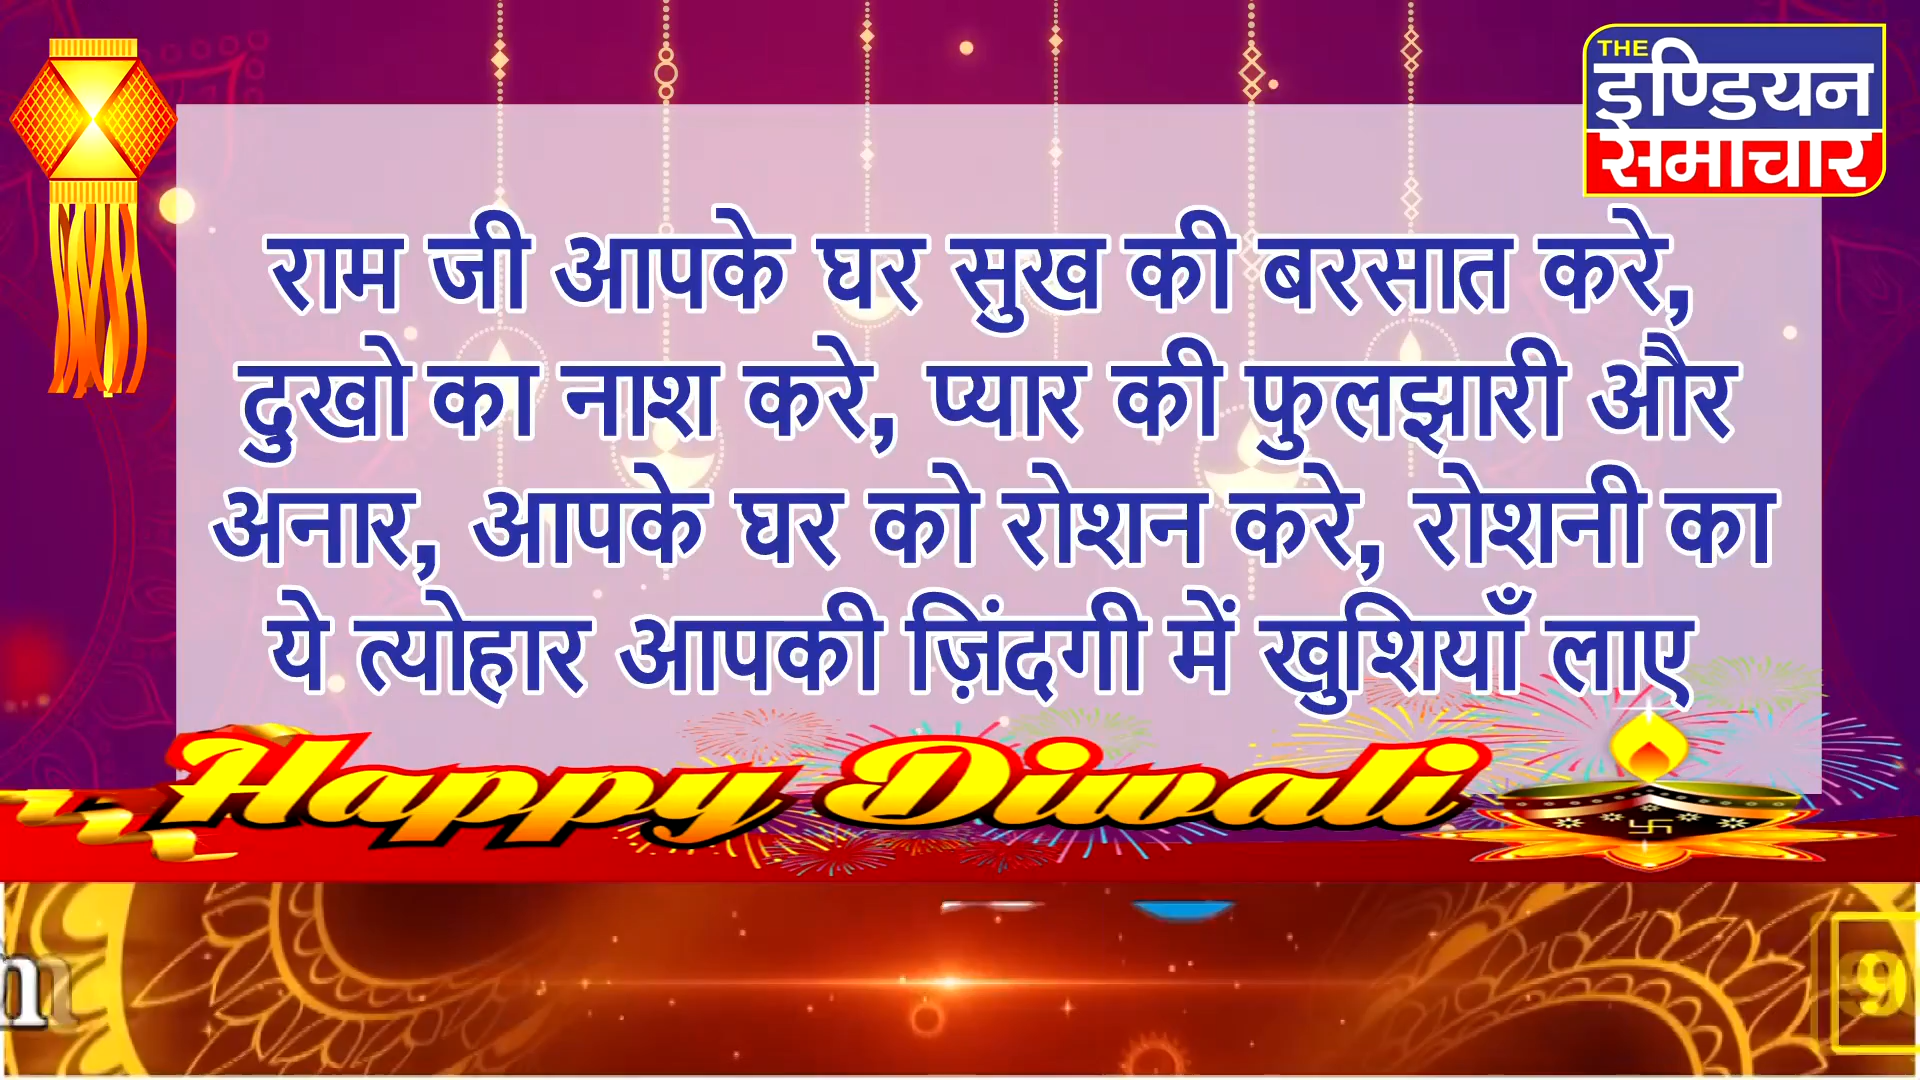 THE
इण्डियन
समाचार
राम जी आपके घर सुख की बरसात करे,
दुखो का नाश करे, प्यार की फुलझारी और
अनार, आपके घर को रोशन करे, रोशनी का
ये त्योहार आपकी ज़िंदगी में खुशियाँ लाए
Happy Diwali